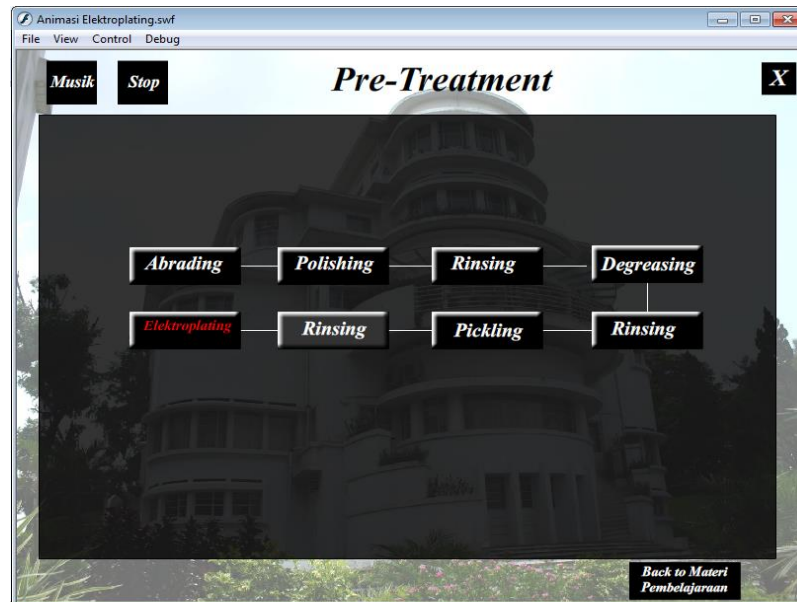 Animasi Elektroplating.swf
File View Control Debug
Musik Stop Pre-Treatment X
Abrading Polishing Rinsing Degreasing
Elektroplating Rinsing Pickling Rinsing
Back to Materi
Pembelajaraan